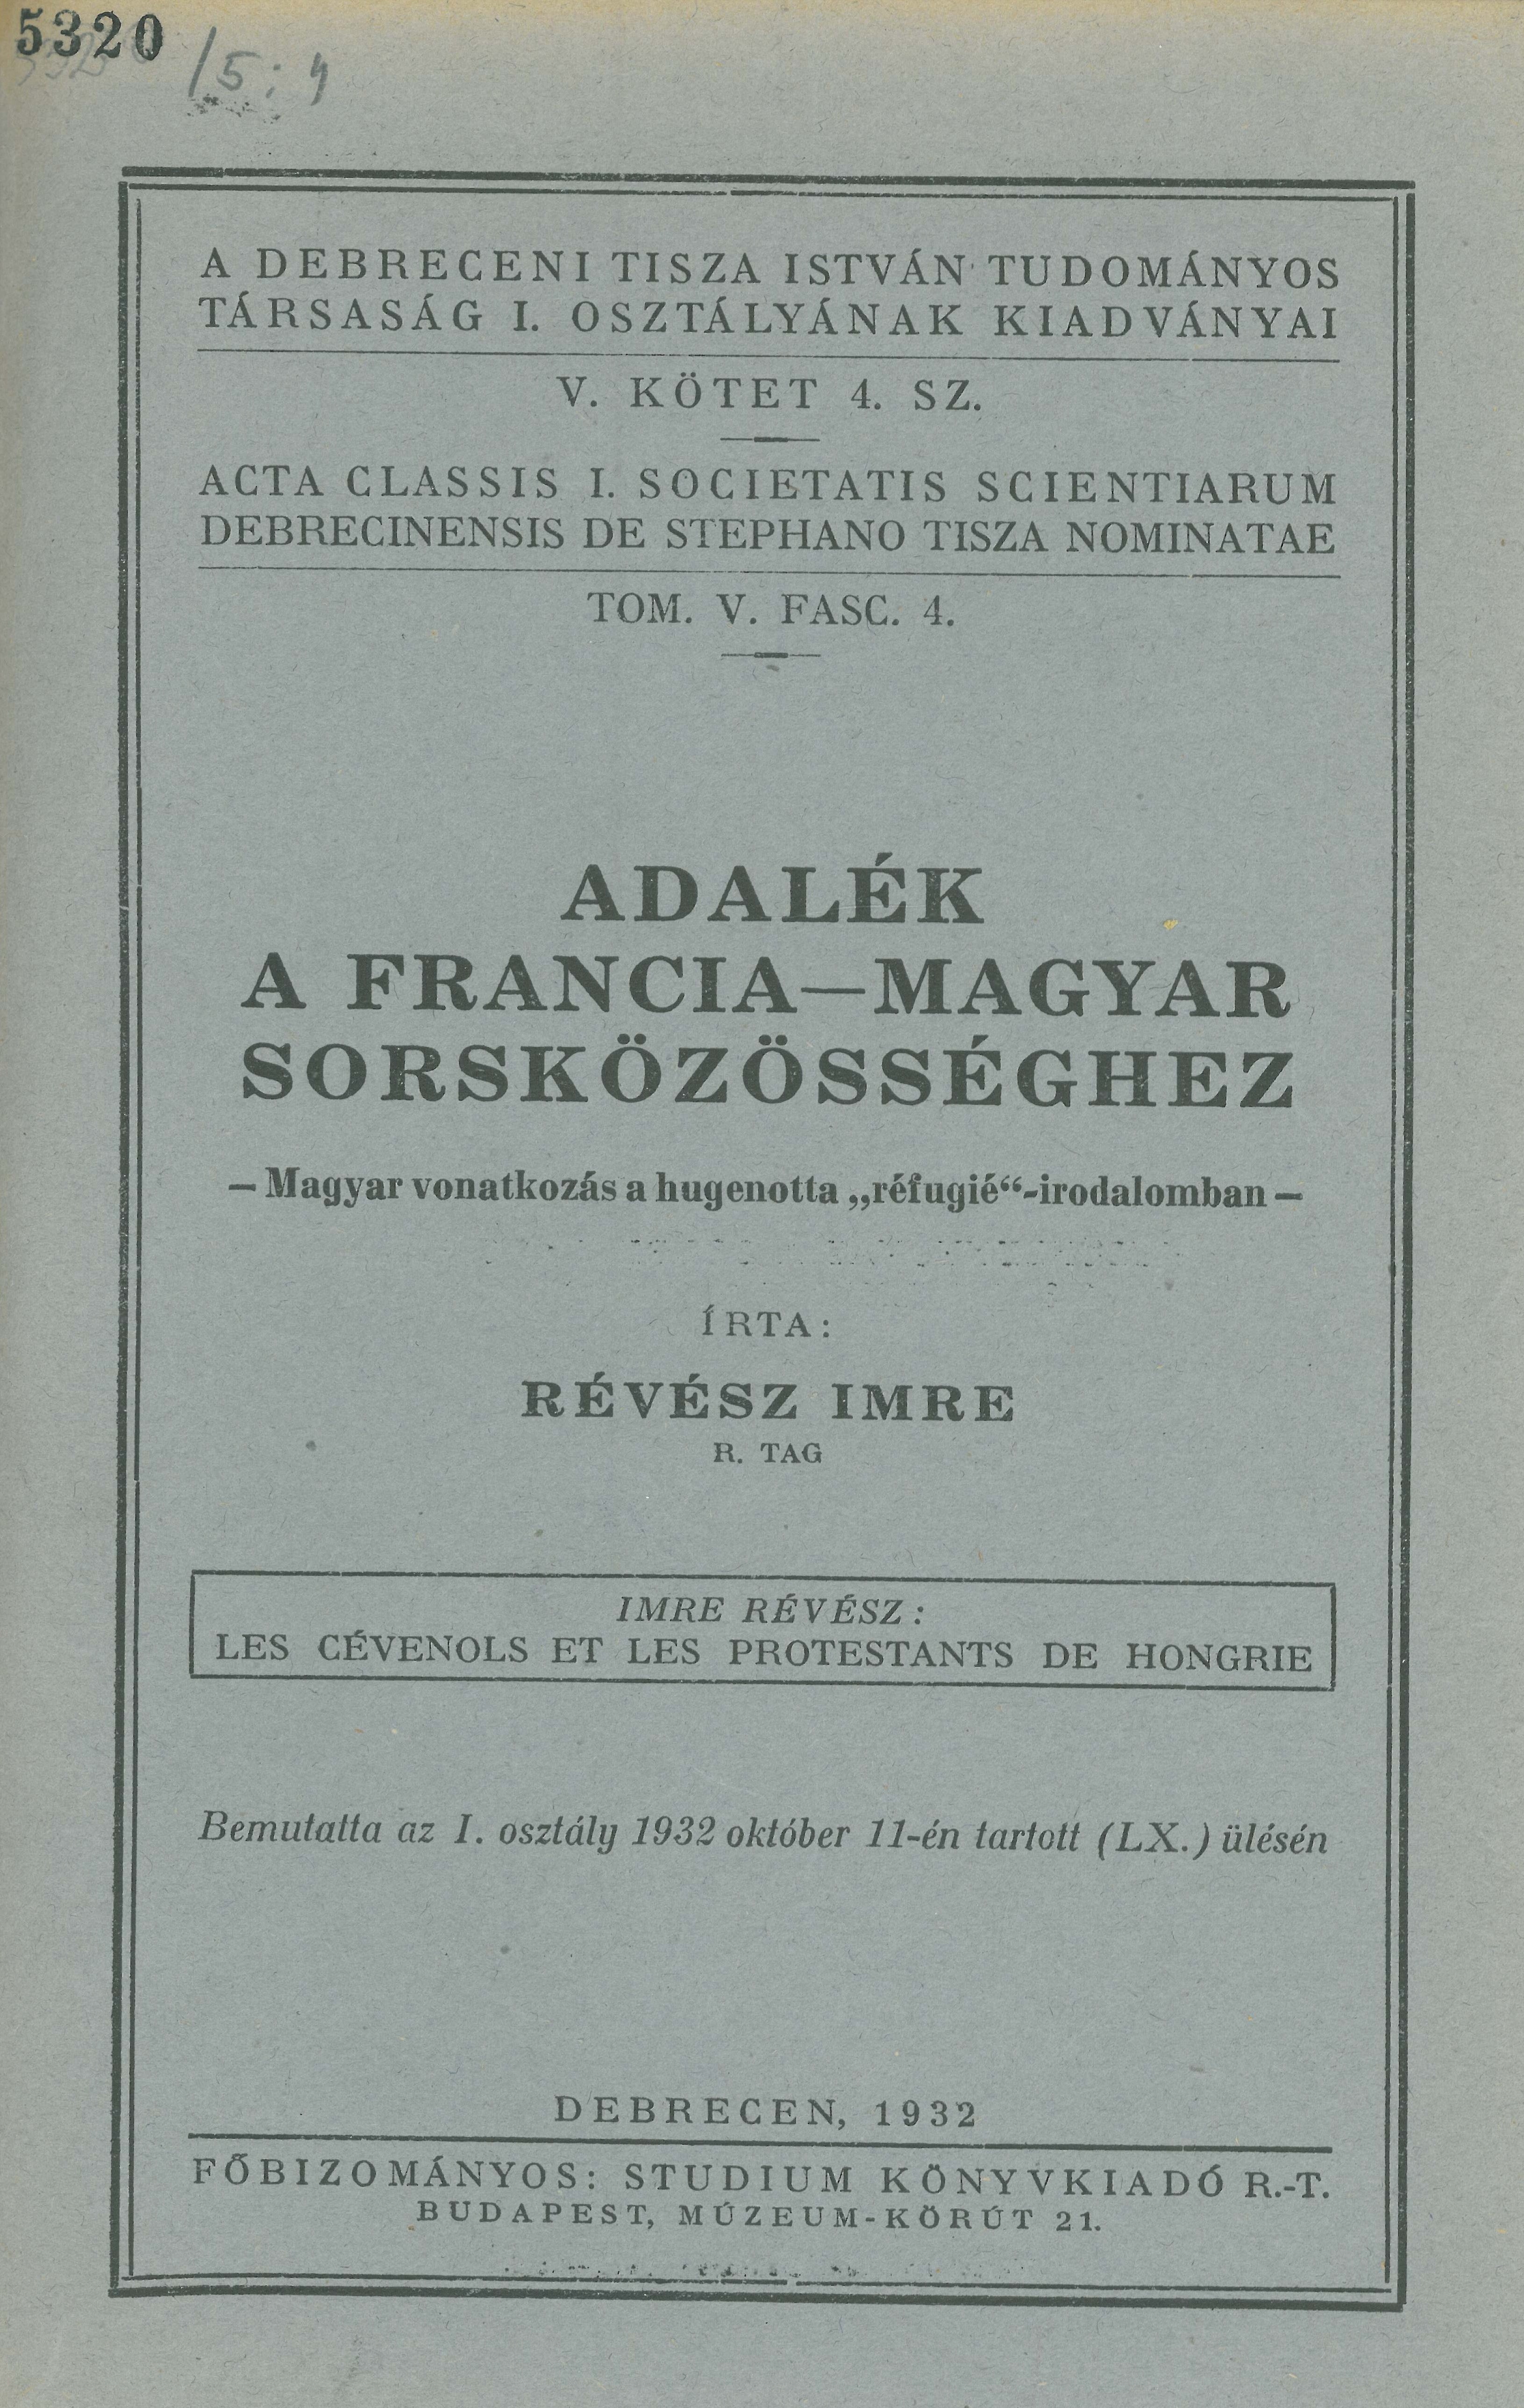 5320
/5:4
A DEBRECENI TISZA ISTVÁN TUDOMÁNYOS
TÁRSASÁG I. OSZTÁLYÁNAK KIADVÁNYAI
V. KÖTET 4. SZ.
ACTA CLASSIS I. SOCIETATIS SCIENTIARUM
DEBRECINENSIS DE STEPHANO TISZA NOMINATAE
TOM. V. FASC. 4.
ADALÉK
A FRANCIA—MAGYAR
SORSKÖZÖSSÉGHEZ
— Magyar vonatkozás a hugenotta „réfugié“-irodalomban —
ÍRTA:
RÉVÉSZ IMRE
R. TAG
IMRE RÉVÉSZ:
LES CÉVENOLS ET LES PROTESTANTS DE HONGRIE
Bemutatta az I. osztály 1932 október 11-én tartott (LX.) ülésén
DEBRECEN, 1932
FŐBIZOMÁNYOS: STUDIUM KÖNYVKIADÓ R.-T.
BUDAPEST, MÚZEUM-KÖRÚT 21.